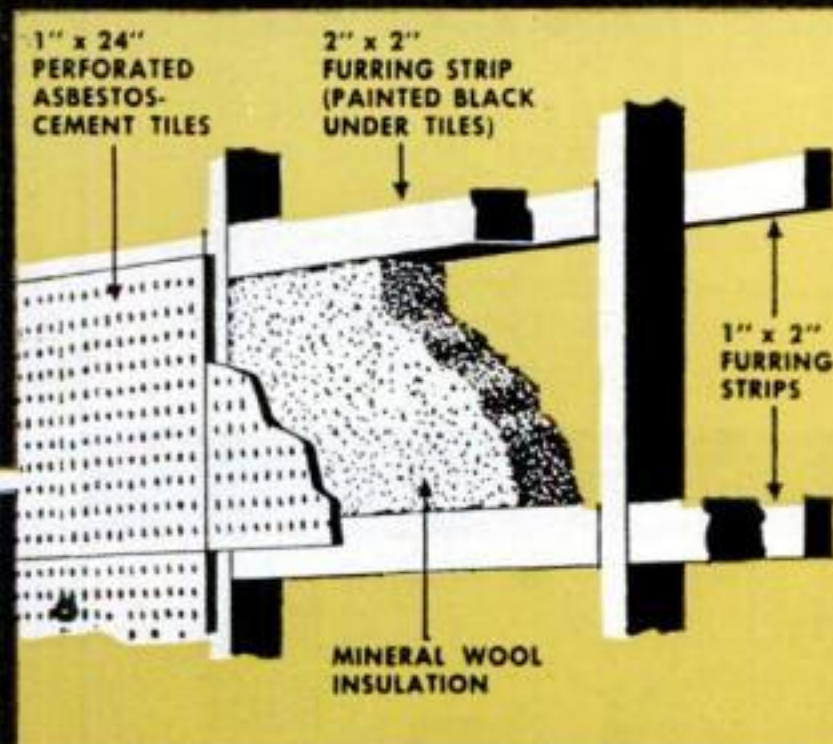 1" x 24"
PERFORATED
ASBESTOS-
CEMENT TILES
2" x 2"
FURRING STRIP
(PAINTED BLACK
UNDER TILES)
1" x 2"
FURRING
STRIPS
MINERAL WOOL
INSULATION